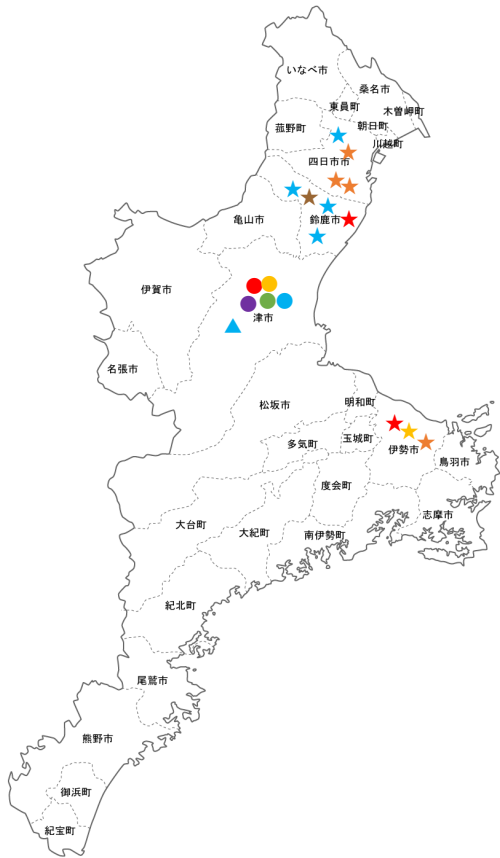 いなべ市
桑名市
東員町
木曽岬町
朝日町
菰野町
川越町
四日市市
亀山市
鈴鹿市
伊賀市
津市
名張市
松坂市
明和町
玉城町
多気町
伊勢市
鳥羽市
度会町
志摩市
大台町
大紀町
南伊勢町
紀北町
尾鷲市
熊野市
御浜町
紀宝町